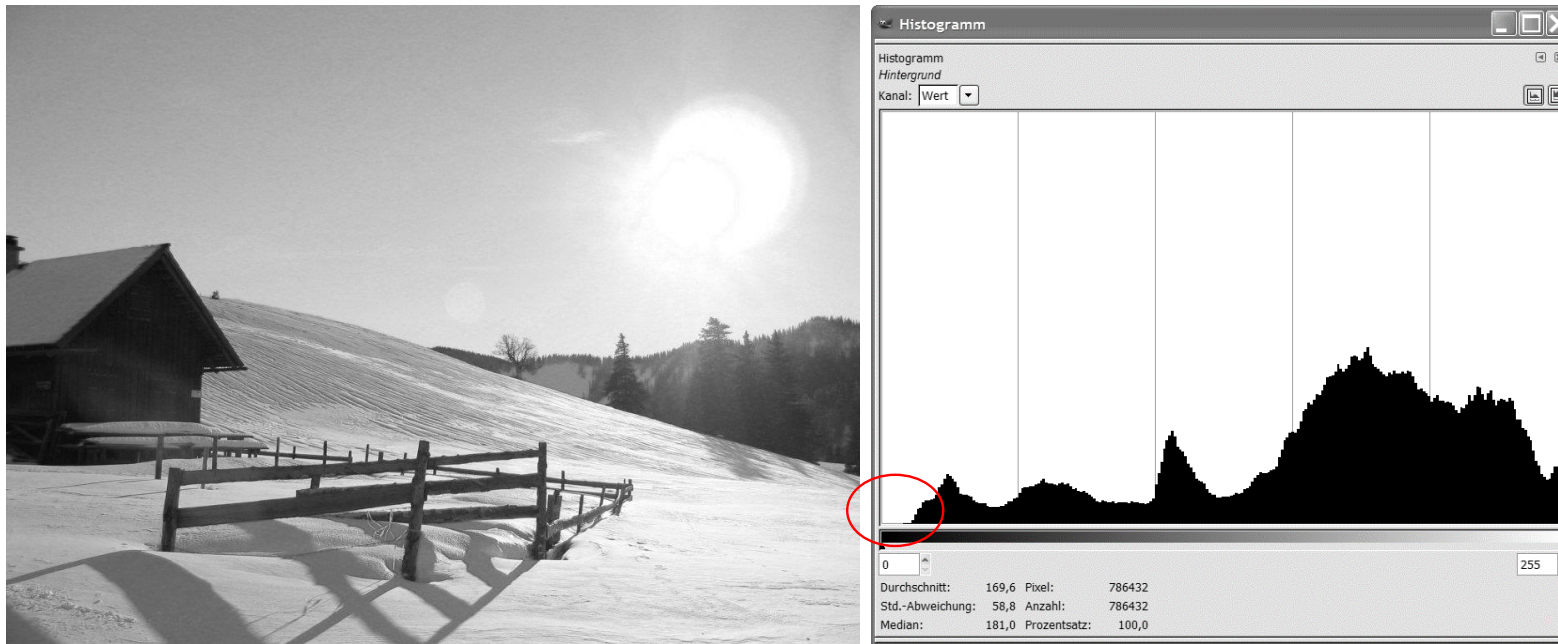 Histogramm
Histogramm
Hintergrund
Kanal: Wert
0 255
Durchschnitt: 169,6 Pixel: 786432
Std.-Abweichung: 58,8 Anzahl: 786432
Median: 181,0 Prozentsatz: 100,0